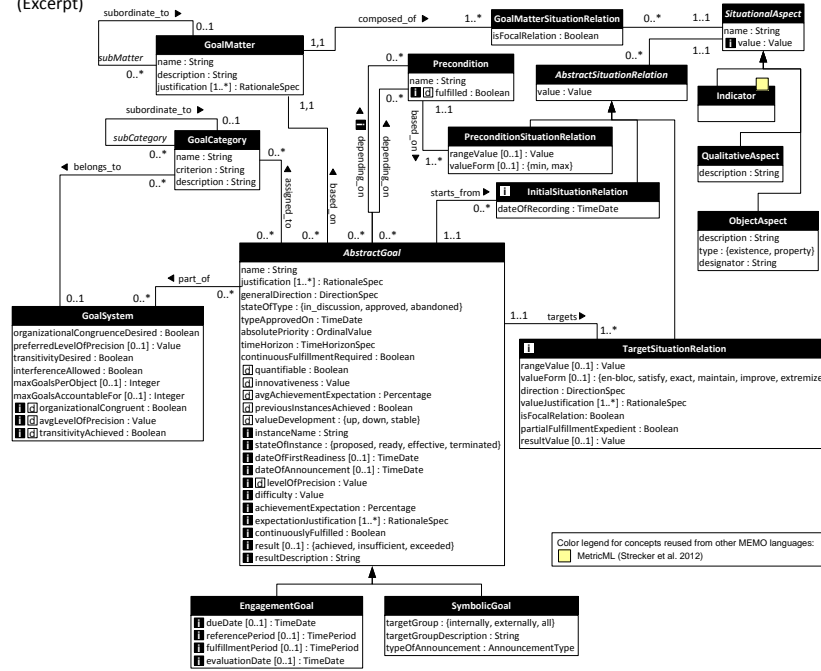 (Excerpt)
subordinate_to
0..1
composed_of
1..*
GoalMatterSituationRelation
isFocalRelation : Boolean
0..*
1..1
SituationalAspect
name : String
i value : Value
GoalMatter
name : String
description : String
justification [1..*] : RationaleSpec
subMatter
0..*
1,1
1,1
0..*
Precondition
name : String
i d fulfilled : Boolean
0..*
1..1
0..*
1..1
AbstractSituationRelation
value : Value
Indicator
subordinate_to
0..1
subCategory
0..*
GoalCategory
name : String
criterion : String
description : String
0..*
belongs_to
0..*
assigned_to
based_on
i depending_on
depending_on
based_on
1..*
PreconditionSituationRelation
rangeValue [0..1] : Value
valueForm [0..1] : {min, max}
QualitativeAspect
description : String
starts_from
0..*
i InitialSituationRelation
dateOfRecording : TimeDate
ObjectAspect
description : String
type : {existence, property}
designator : String
0..*
0..*
0..*
0..*
1..1
AbstractGoal
name : String
justification [1..*] : RationaleSpec
generalDirection : DirectionSpec
stateOfType : {in_discussion, approved, abandoned}
typeApprovedOn : TimeDate
absolutePriority : OrdinalValue
timeHorizon : TimeHorizonSpec
continuousFulfillmentRequired : Boolean
d quantifiable : Boolean
d innovativeness : Value
d avgAchievementExpectation : Percentage
d previousInstancesAchieved : Boolean
d valueDevelopment : {up, down, stable}
i instanceName : String
i stateOfInstance : {proposed, ready, effective, terminated}
i dateOfFirstReadiness [0..1] : TimeDate
i dateOfAnnouncement [0..1] : TimeDate
i d levelOfPrecision : Value
i difficulty : Value
i achievementExpectation : Percentage
i expectationJustification [1..*] : RationaleSpec
i continuouslyFulfilled : Boolean
i result [0..1] : {achieved, insufficient, exceeded}
i resultDescription : String
part_of
0..1
0..*
0..*
GoalSystem
organizationalCongruenceDesired : Boolean
preferredLevelOfPrecision [0..1] : Value
transitivityDesired : Boolean
interferenceAllowed : Boolean
maxGoalsPerObject [0..1] : Integer
maxGoalsAccountableFor [0..1] : Integer
i d organizationalCongruent : Boolean
i d avgLevelOfPrecision : Value
i d transitivityAchieved : Boolean
1..1
targets
1..*
i TargetSituationRelation
rangeValue [0..1] : Value
valueForm [0..1] : {en-bloc, satisfy, exact, maintain, improve, extremize
direction : DirectionSpec
valueJustification [1..*] : RationaleSpec
isFocalRelation: Boolean
partialFulfillmentExpedient : Boolean
resultValue [0..1] : Value
Color legend for concepts reused from other MEMO languages:
MetricML (Strecker et al. 2012)
EngagementGoal
i dueDate [0..1] : TimeDate
i referencePeriod [0..1] : TimePeriod
i fulfillmentPeriod [0..1] : TimePeriod
i evaluationDate [0..1] : TimeDate
SymbolicGoal
targetGroup : {internally, externally, all}
targetGroupDescription : String
typeOfAnnouncement : AnnouncementType